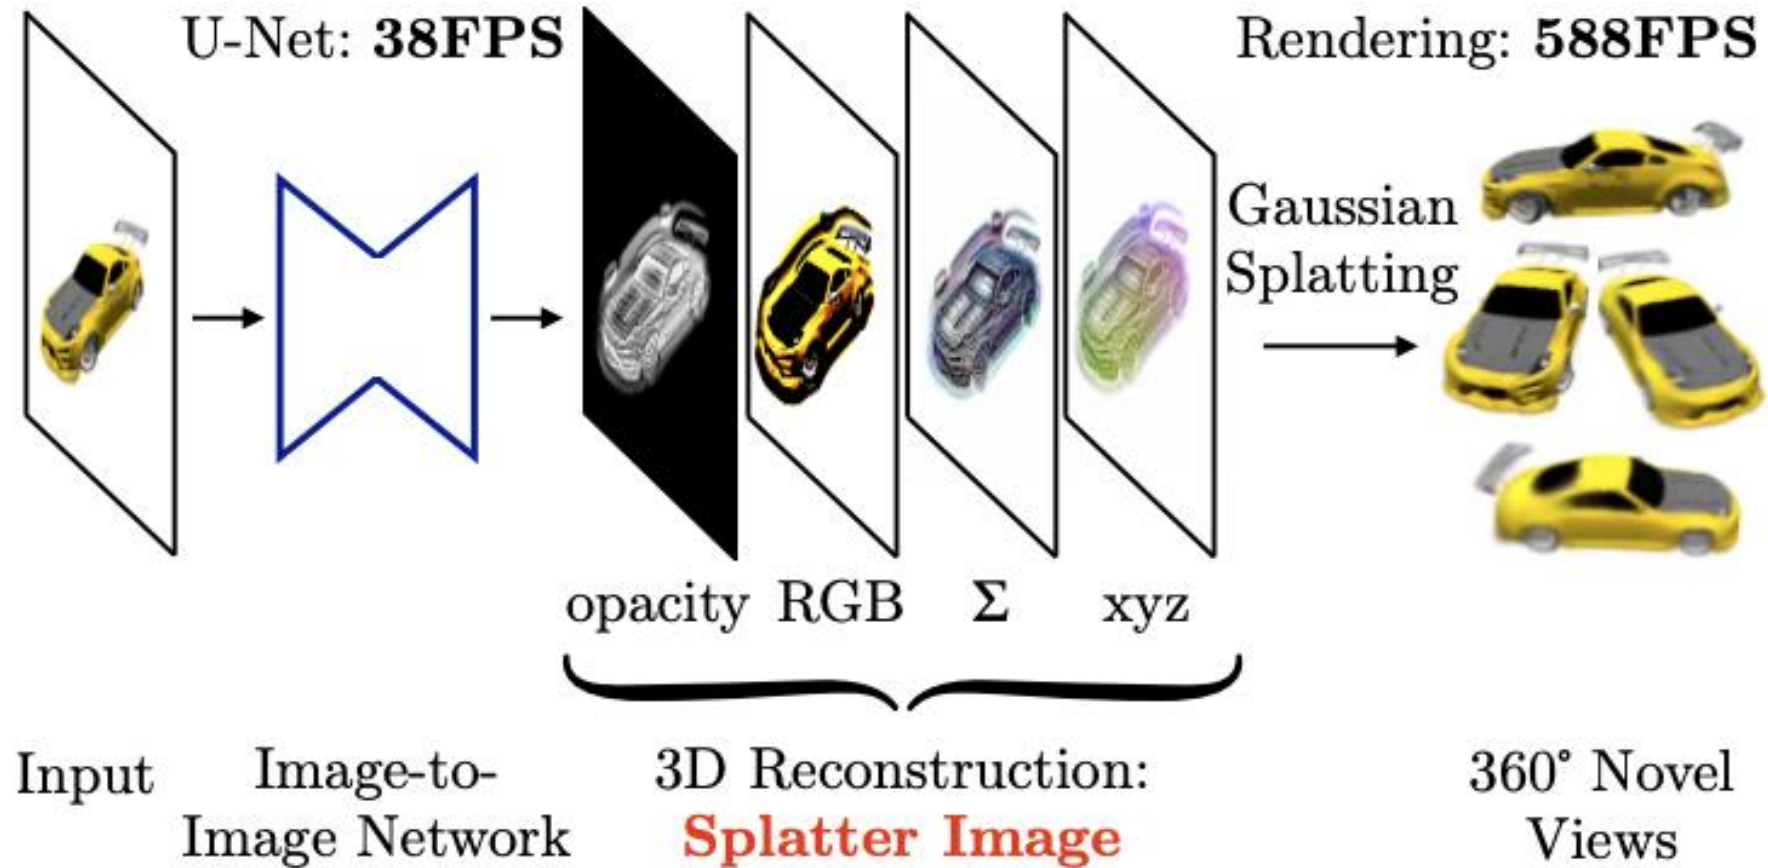 U-Net: 38FPS
Rendering: 588FPS
Gaussian
Splatting
opacity RGB Σ xyz
Input
Image-to-
Image Network
3D Reconstruction:
Splatter Image
360° Novel
Views